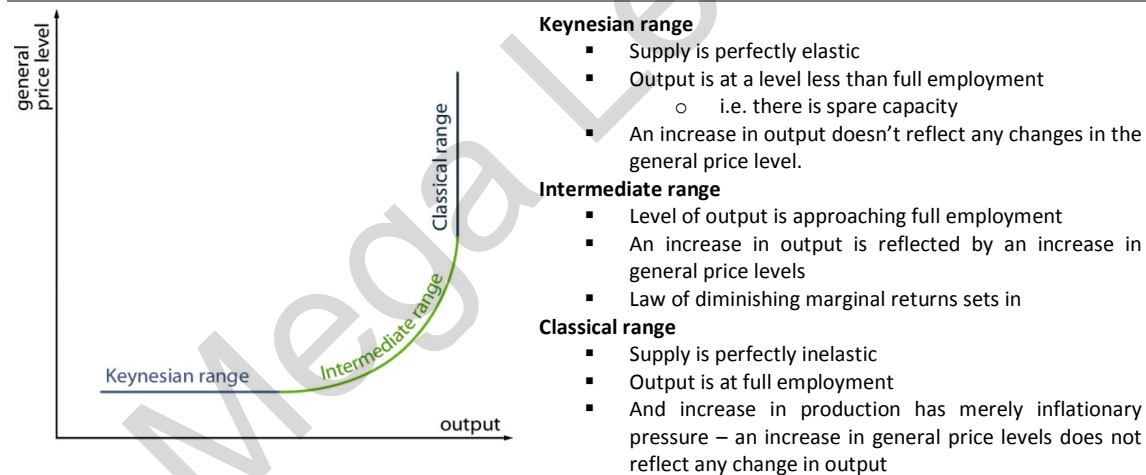 general
price level
Classical range
Intermediate range
Keynesian range
output
Keynesian range
▪ Supply is perfectly elastic
▪ Output is at a level less than full employment
o i.e. there is spare capacity
▪ An increase in output doesn't reflect any changes in the
general price level.
Intermediate range
▪ Level of output is approaching full employment
▪ An increase in output is reflected by an increase in
general price levels
▪ Law of diminishing marginal returns sets in
Classical range
▪ Supply is perfectly inelastic
▪ Output is at full employment
▪ And increase in production has merely inflationary
pressure – an increase in general price levels does not
reflect any change in output
Mega Le